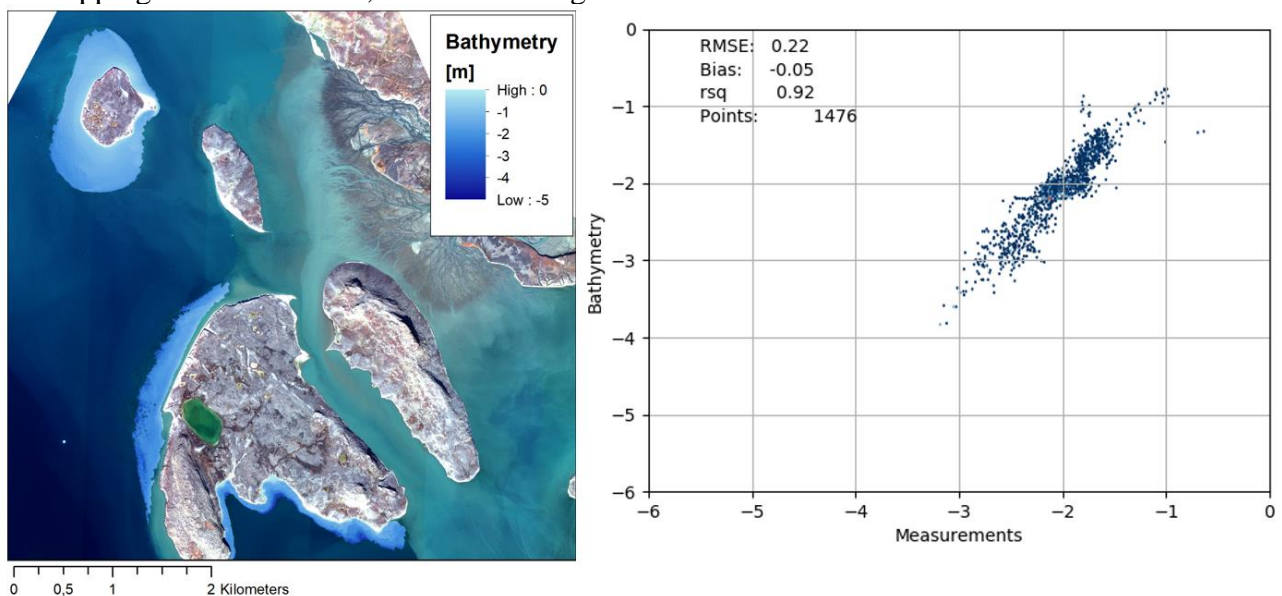 Bathymetry
[m]
High : 0
-1
-2
-3
-4
Low : -5
0 0,5 1 2 Kilometers
RMSE: 0.22
Bias: -0.05
rsq 0.92
Points: 1476
0
−1
−2
−3
−4
−5
−6
Bathymetry
−6 −5 −4 −3 −2 −1 0
Measurements